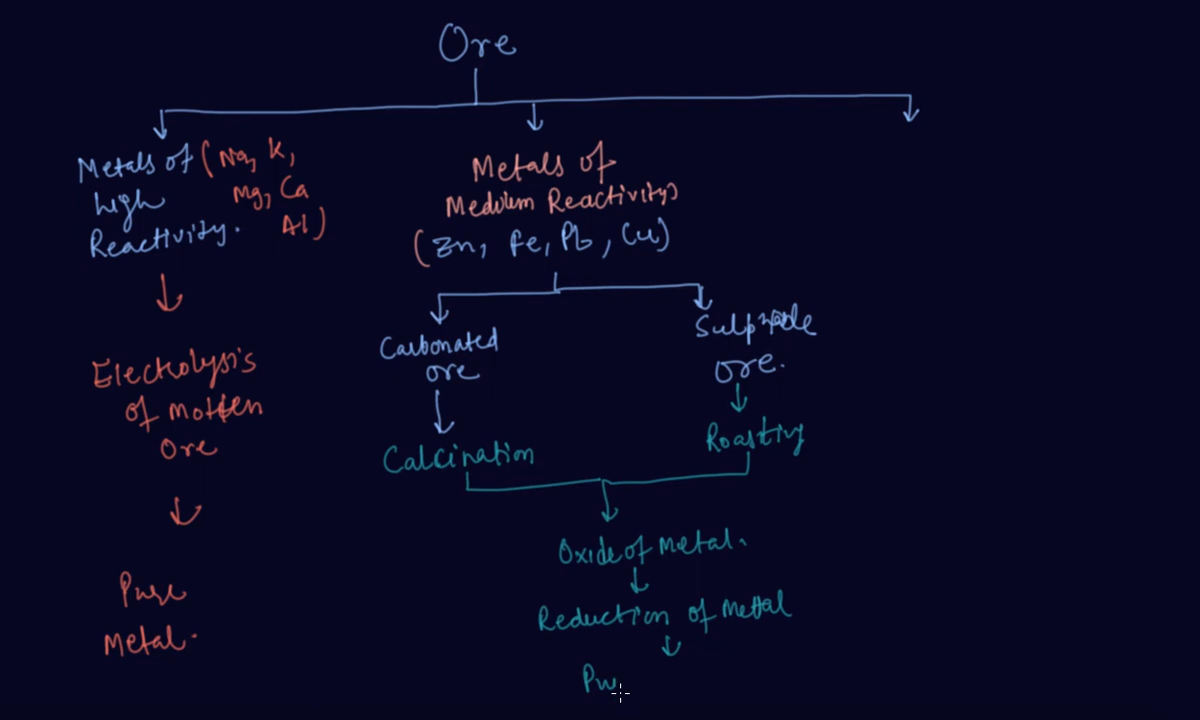 Ore
Metals of (Na, K,
high Mg, Ca
Reactivity. Al)
Electrolysis
of Molten
Ore
Pure
Metal.
Metals of
Medium Reactivity)
(Zn, Fe, Pb, Cu)
Carbonated
ore
Calcination
Ore.
Roasting
Oxide of Metal.
Reduction of Metal
Pu